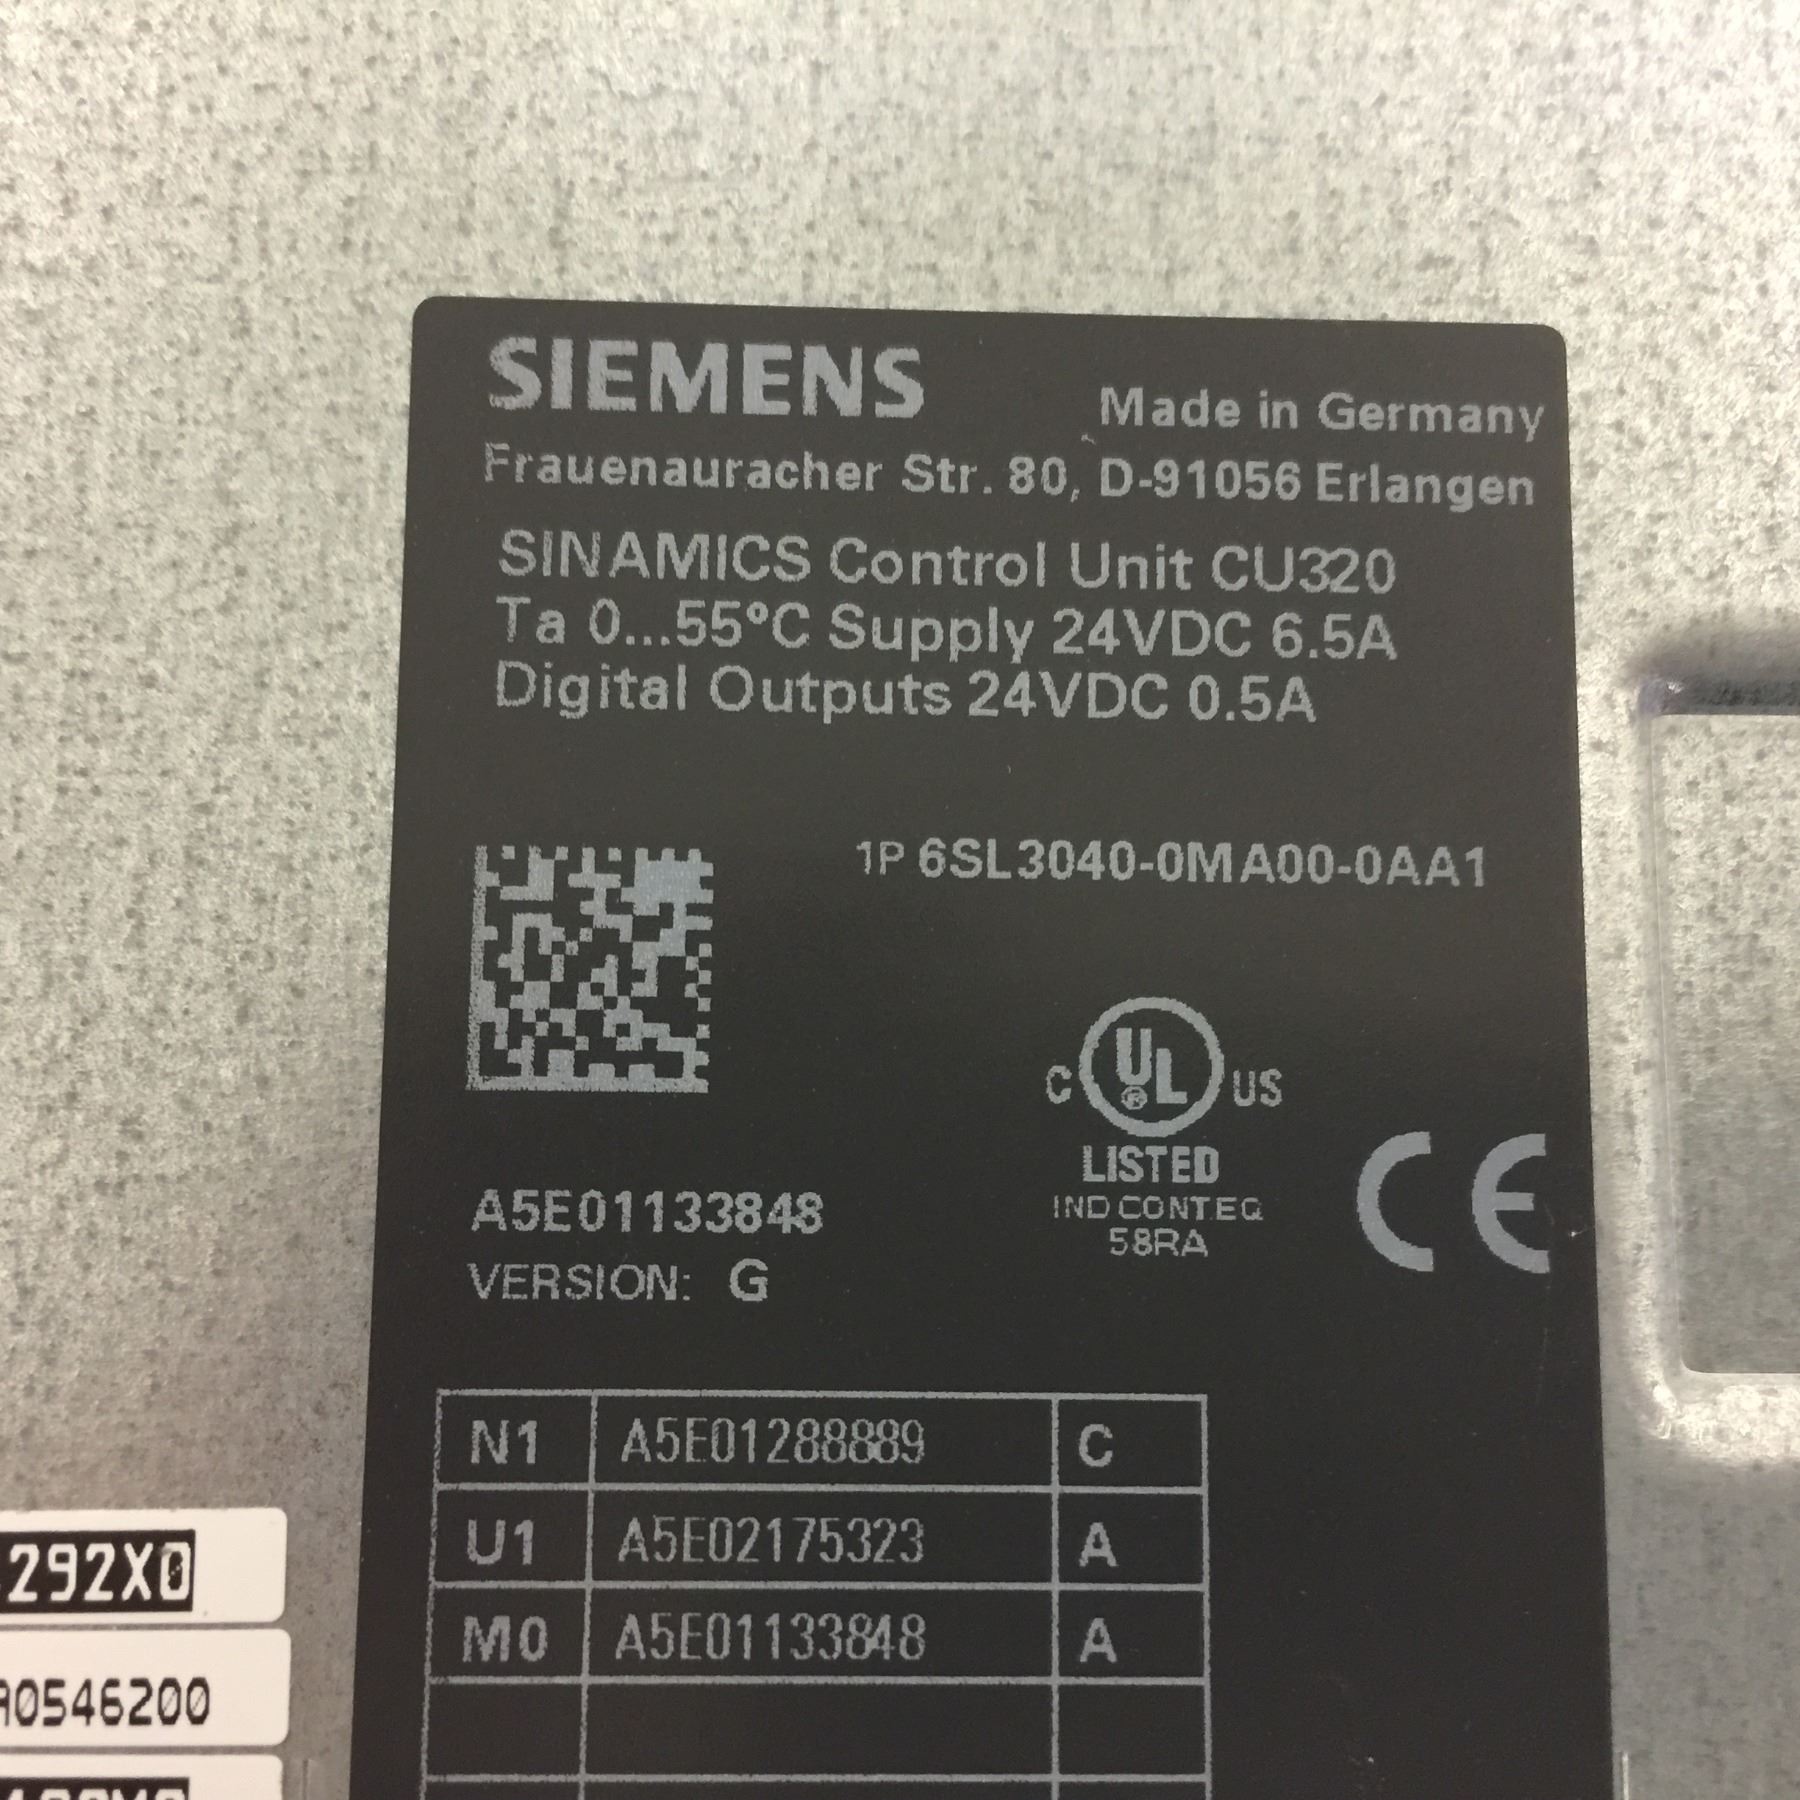 SIEMENS
Made in Germany
Frauenauracher Str. 80, D-91056 Erlangen
SINAMICS Control Unit CU320
Ta 0...55°C Supply 24VDC 6.5A
Digital Outputs 24VDC 0.5A
1P 6SL3040-0MA00-0AA1
C UL ® US
LISTED
IND CONT.EQ
58RA
CE
A5E01133848
VERSION: G
N1 A5E01288889 C
U1 A5E02175323 A
M0 A5E01133848 A
292X0
A0546200